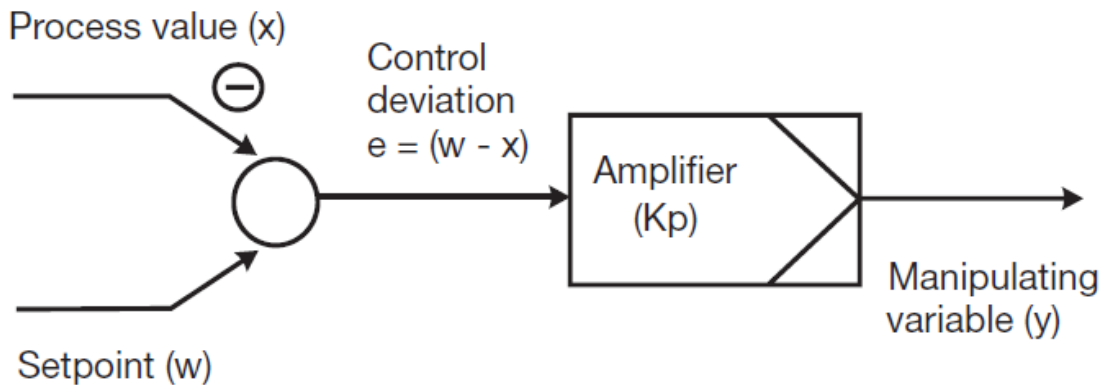 Process value (x)
−
Control
deviation
e = (w - x)
Amplifier
(Kp)
Manipulating
variable (y)
Setpoint (w)